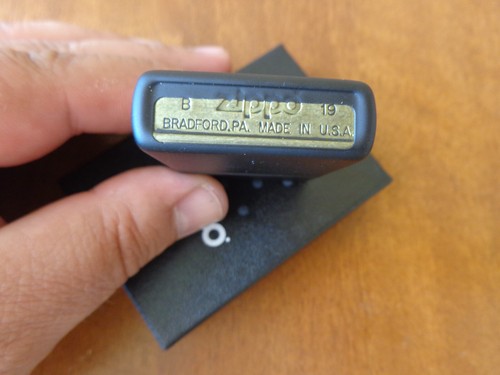 B Zippo 19
BRADFORD,PA. MADE IN U.S.A.